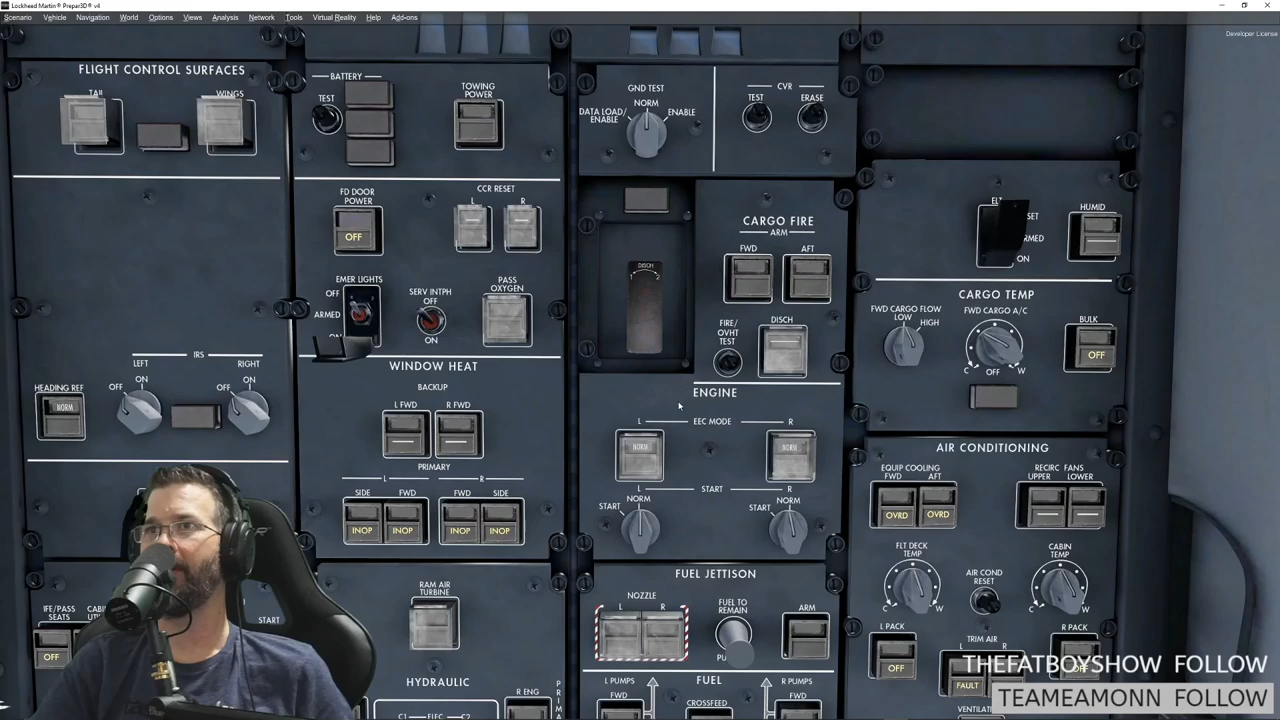 Lockheed Martin® Prepar3D® v4
Scenario Vehicle Navigation World Options Views Analysis Network Tools Virtual Reality Help Add-ons
Developer License
FLIGHT CONTROL SURFACES
TAIL WINGS
BATTERY
TEST
TOWING
POWER
GND TEST
NORM
DATA LOAD/
ENABLE
ENABLE
CVR
TEST ERASE
FD DOOR
POWER
OFF
CCR RESET
L R
EMER LIGHTS
OFF
ARMED
SERV INTPH
OFF
ON
PASS
OXYGEN
DISCH
CARGO FIRE
ARM
FWD AFT
FIRE/
OVHT
TEST
DISCH
HUMID
ON
CARGO TEMP
FWD CARGO FLOW
LOW
HIGH
FWD CARGO A/C
C OFF W
BULK
OFF
IRS
LEFT RIGHT
HEADING REF
NORM
OFF ON
OFF ON
WINDOW HEAT
BACKUP
L FWD R FWD
PRIMARY
L R
SIDE FWD FWD SIDE
INOP INOP INOP INOP
ENGINE
L EEC MODE R
NORM NORM
L START R
START NORM
START NORM
AIR CONDITIONING
EQUIP COOLING
FWD AFT
OVRD OVRD
RECIRC FANS
UPPER LOWER
FLT DECK
TEMP
C W
AIR COND
RESET
CABIN
TEMP
C W
L PACK
OFF
TRIM AIR
L R
FAULT
R PACK
IFE/PASS
SEATS
OFF
START
RAM AIR
TURBINE
HYDRAULIC
C1 ELEC C2
R ENG
FUEL JETTISON
NOZZLE
L R
FUEL TO
REMAIN
ARM
FUEL
L PUMPS
FWD
CROSSFEED
R PUMPS
FWD
THEFATBOYSHOW FOLLOW
TEAMEAMONN FOLLOW